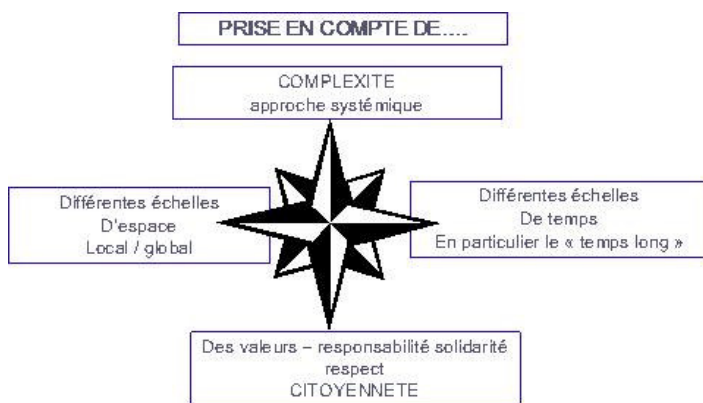 PRISE EN COMPTE DE....
COMPLEXITE
approche systémique
Différentes échelles
D'espace
Local / global
Différentes échelles
De temps
En particulier le « temps long »
Des valeurs – responsabilité solidarité
respect
CITOYENNETE